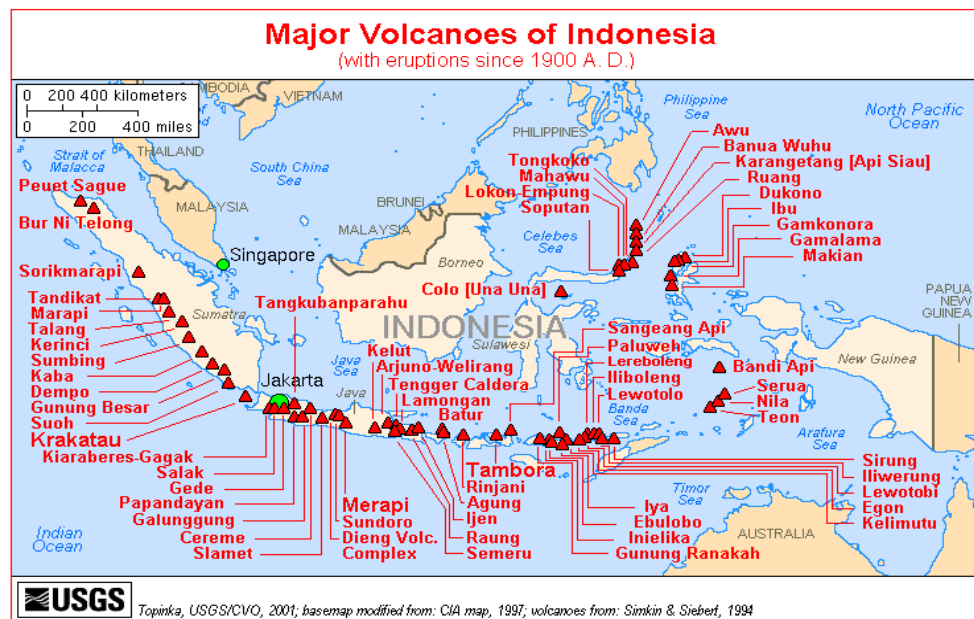 Major Volcanoes of Indonesia
(with eruptions since 1900 A. D.)
0 200 400 kilometers
0 200 400 miles
CAMBODIA
VIETNAM
THAILAND
Strait of
Malacca
South China
Sea
MALAYSIA
BRUNEI
MALAYSIA
PHILIPPINES
Philippine
Sea
North Pacific
Ocean
Celebes
Sea
Borneo
Sumatra
INDONESIA
Sulawesi
New Guinea
PAPUA
NEW
GUINEA
Java
Sea
Java
Banda
Sea
Arafura
Sea
Timor
Sea
Indian
Ocean
AUSTRALIA
Singapore
Jakarta
Peuet Sague
Bur Ni Telong
Sorikmarapi
Tandikat
Marapi
Talang
Kerinci
Sumbing
Kaba
Dempo
Gunung Besar
Suoh
Krakatau
Kiaraberes-Gagak
Salak
Gede
Papandayan
Galunggung
Cereme
Slamet
Tangkubanparahu
Merapi
Sundoro
Dieng Volc.
Complex
Kelut
Arjuno-Welirang
Tengger Caldera
Lamongan
Batur
Tambora
Rinjani
Agung
Ijen
Raung
Semeru
Tongkoko
Mahawu
Lokon-Empung
Soputan
Colo [Una Una]
Awu
Banua Wuhu
Karangetang [Api Siau]
Ruang
Dukono
Ibu
Gamkonora
Gamalama
Makian
Sangeang Api
Paluweh
Lereboleng
Iliboleng
Lewotolo
Bandi Api
Serua
Nila
Teon
Sirung
Iliwerung
Lewotobi
Egon
Kelimutu
Iya
Ebulobo
Inielika
Gunung Ranakah
USGS
Topinka, USGS/CVO, 2001; basemap modified from: CIA map, 1997; volcanoes from: Simkin & Siebert, 1994